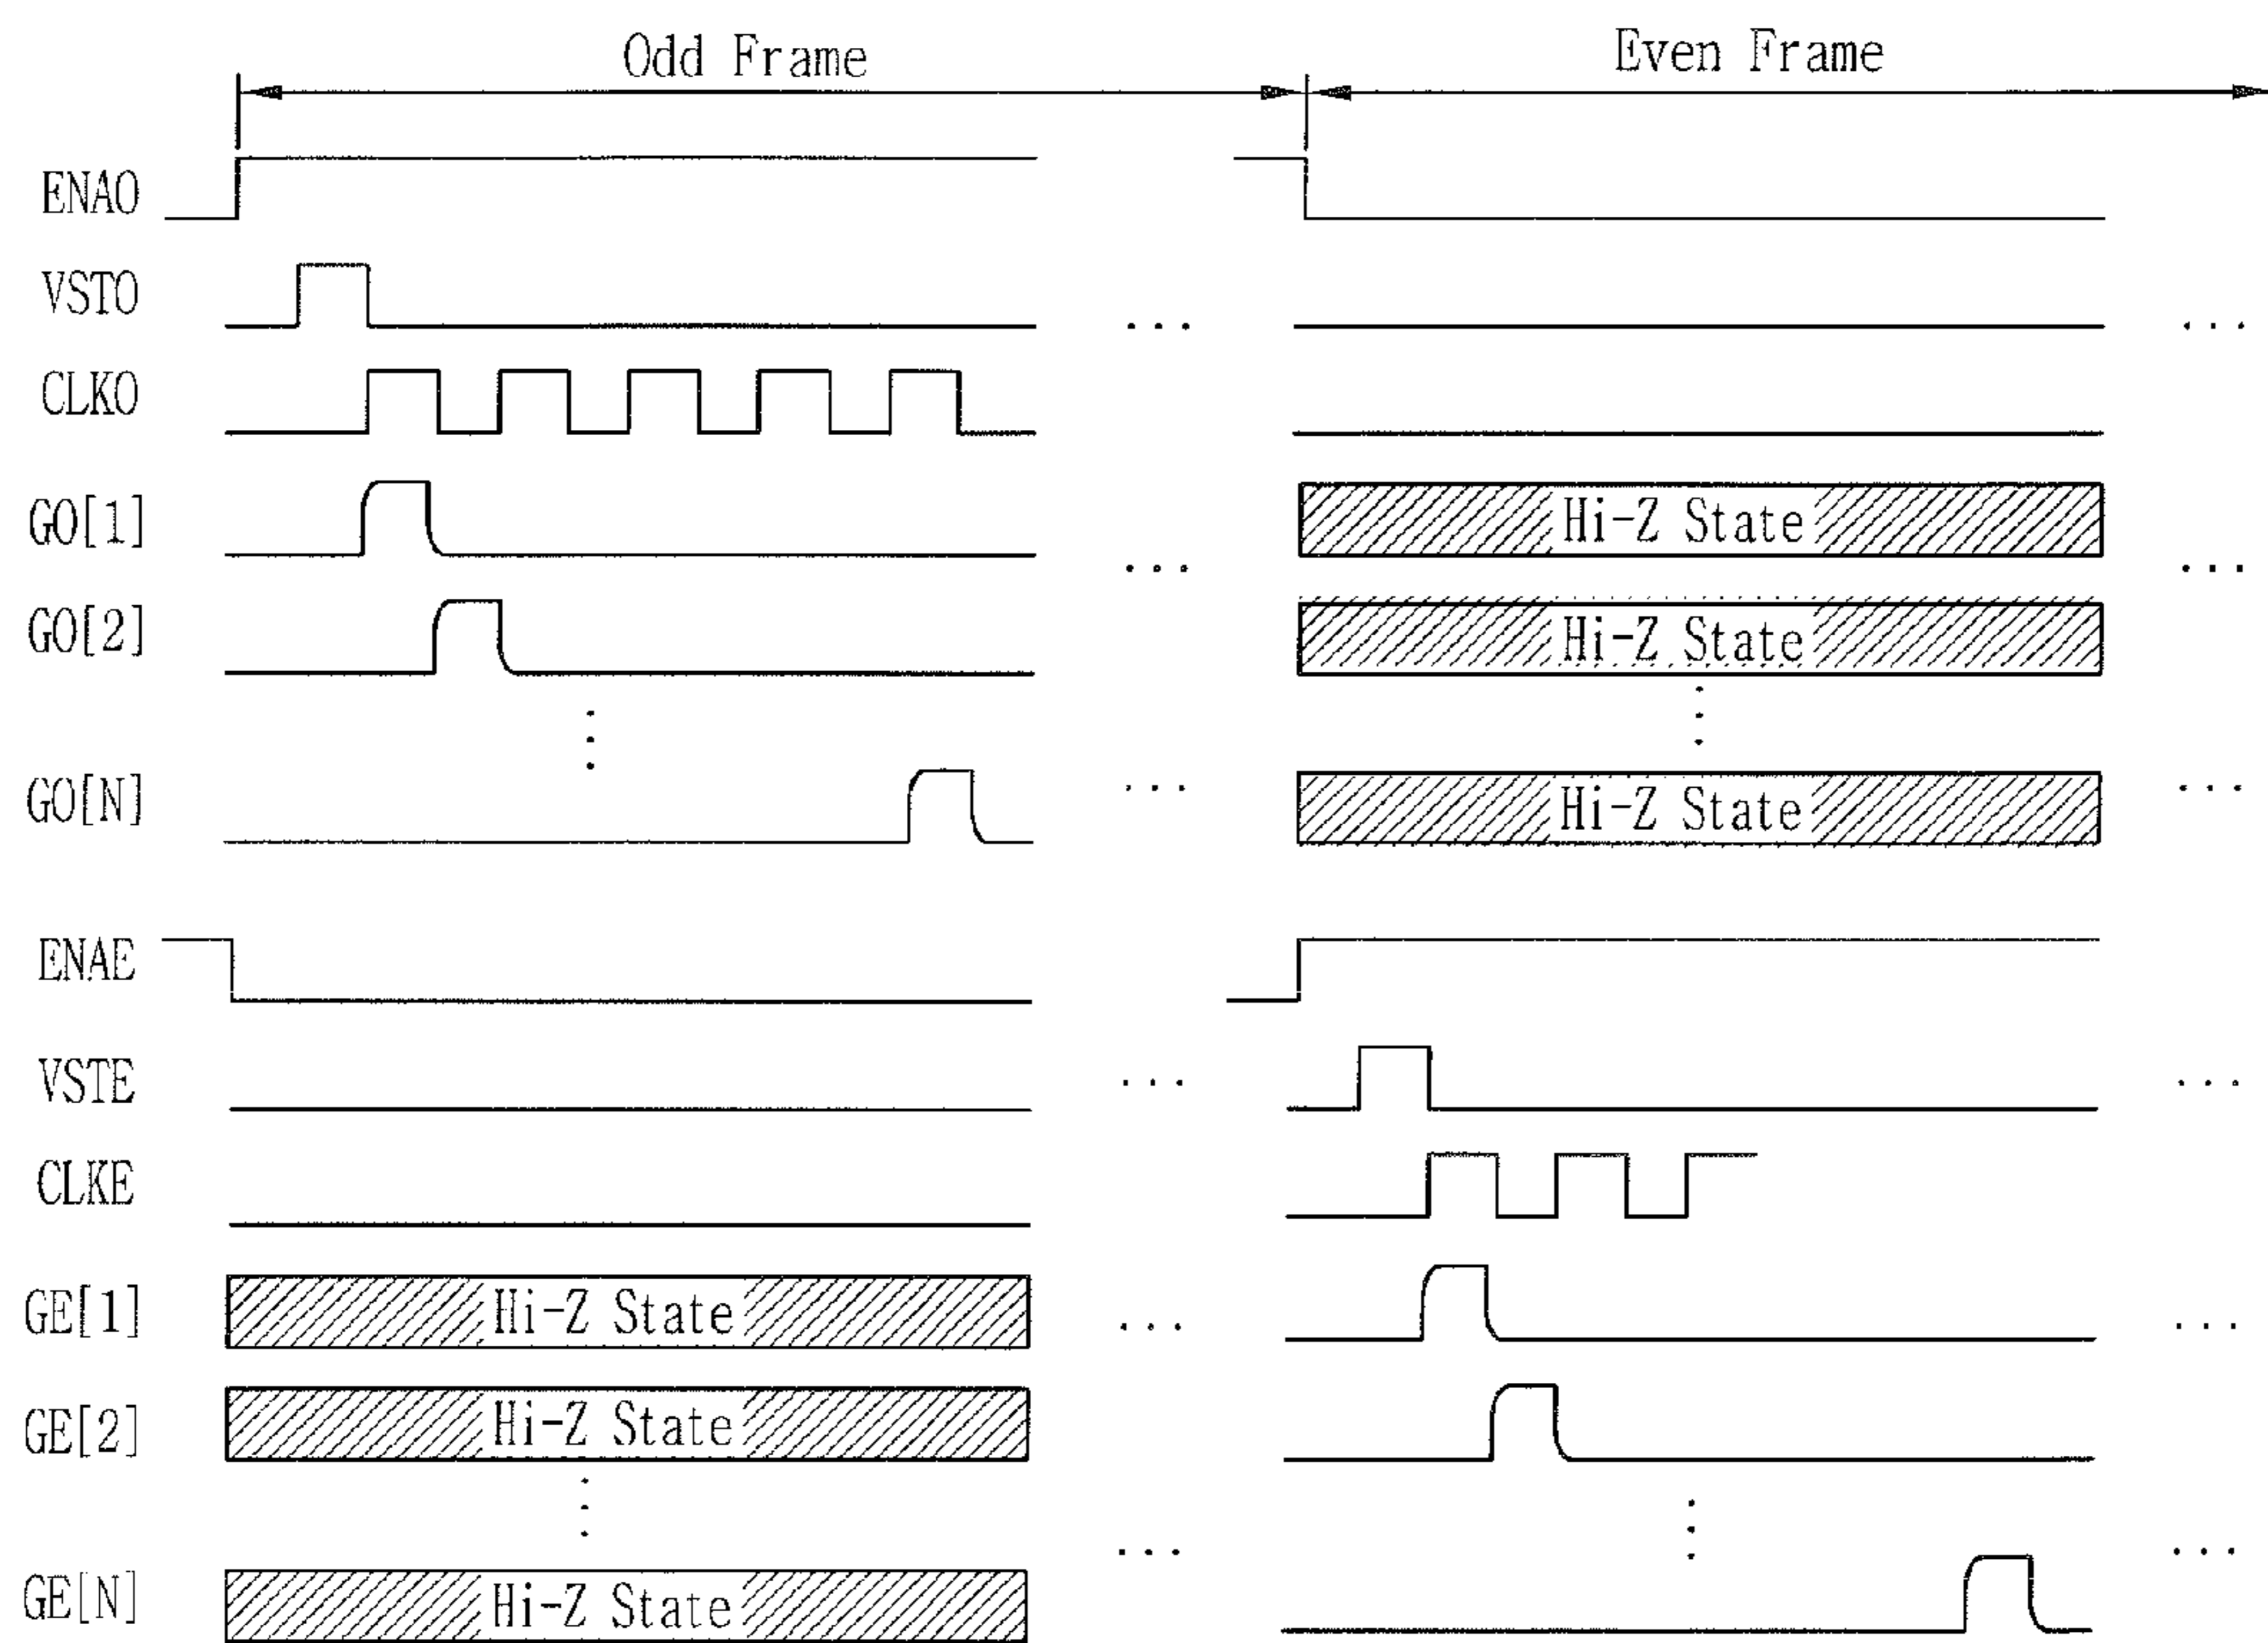 Odd Frame
Even Frame
ENAO
VSTO
...
...
CLKO
GO[1]
Hi-Z State
...
...
GO[2]
Hi-Z State
GO[N]
...
Hi-Z State
...
ENAE
VSTE
...
...
CLKE
GE[1]
Hi-Z State
...
...
GE[2]
Hi-Z State
...
...
GE[N]
Hi-Z State